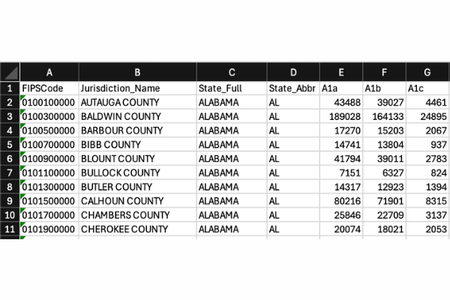 A B C D E F G
1 FIPSCode Jurisdiction_Name State_Full State_Abbr A1a A1b A1c
2 0100100000 AUTAUGA COUNTY ALABAMA AL 43488 39027 4461
3 0100300000 BALDWIN COUNTY ALABAMA AL 189028 164133 24895
4 0100500000 BARBOUR COUNTY ALABAMA AL 17270 15203 2067
5 0100700000 BIBB COUNTY ALABAMA AL 14741 13804 937
6 0100900000 BLOUNT COUNTY ALABAMA AL 41794 39011 2783
7 0101100000 BULLOCK COUNTY ALABAMA AL 7151 6327 824
8 0101300000 BUTLER COUNTY ALABAMA AL 14317 12923 1394
9 0101500000 CALHOUN COUNTY ALABAMA AL 80216 71901 8315
10 0101700000 CHAMBERS COUNTY ALABAMA AL 25846 22709 3137
11 0101900000 CHEROKEE COUNTY ALABAMA AL 20074 18021 2053